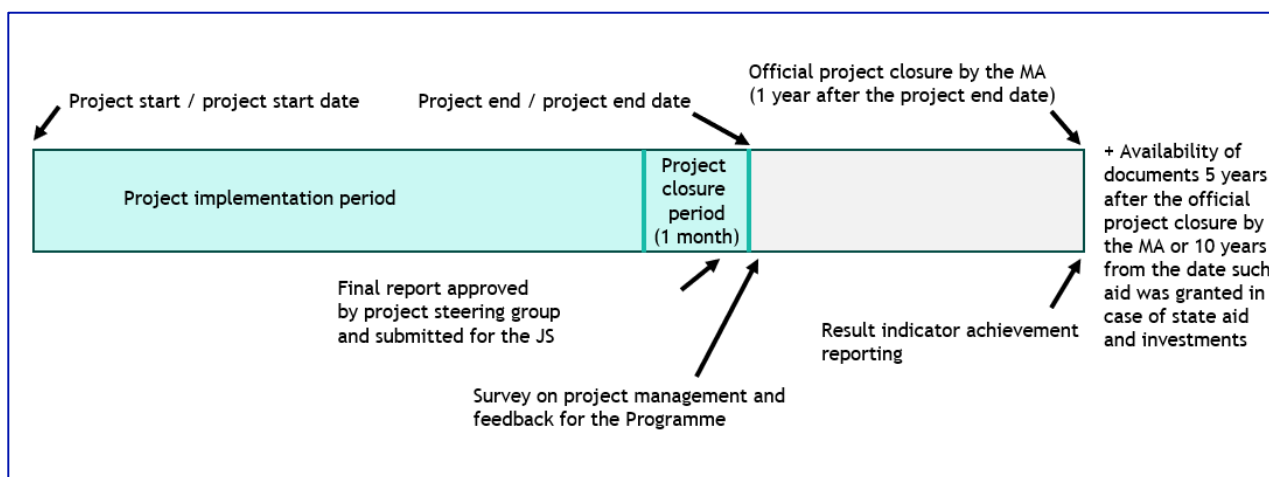 Project start / project start date
Project end / project end date
Official project closure by the MA
(1 year after the project end date)
Project implementation period
Project
closure
period
(1 month)
+ Availability of
documents 5 years
after the official
project closure by
the MA or 10 years
from the date such
aid was granted in
case of state aid
and investments
Final report approved
by project steering group
and submitted for the JS
Result indicator achievement
reporting
Survey on project management and
feedback for the Programme